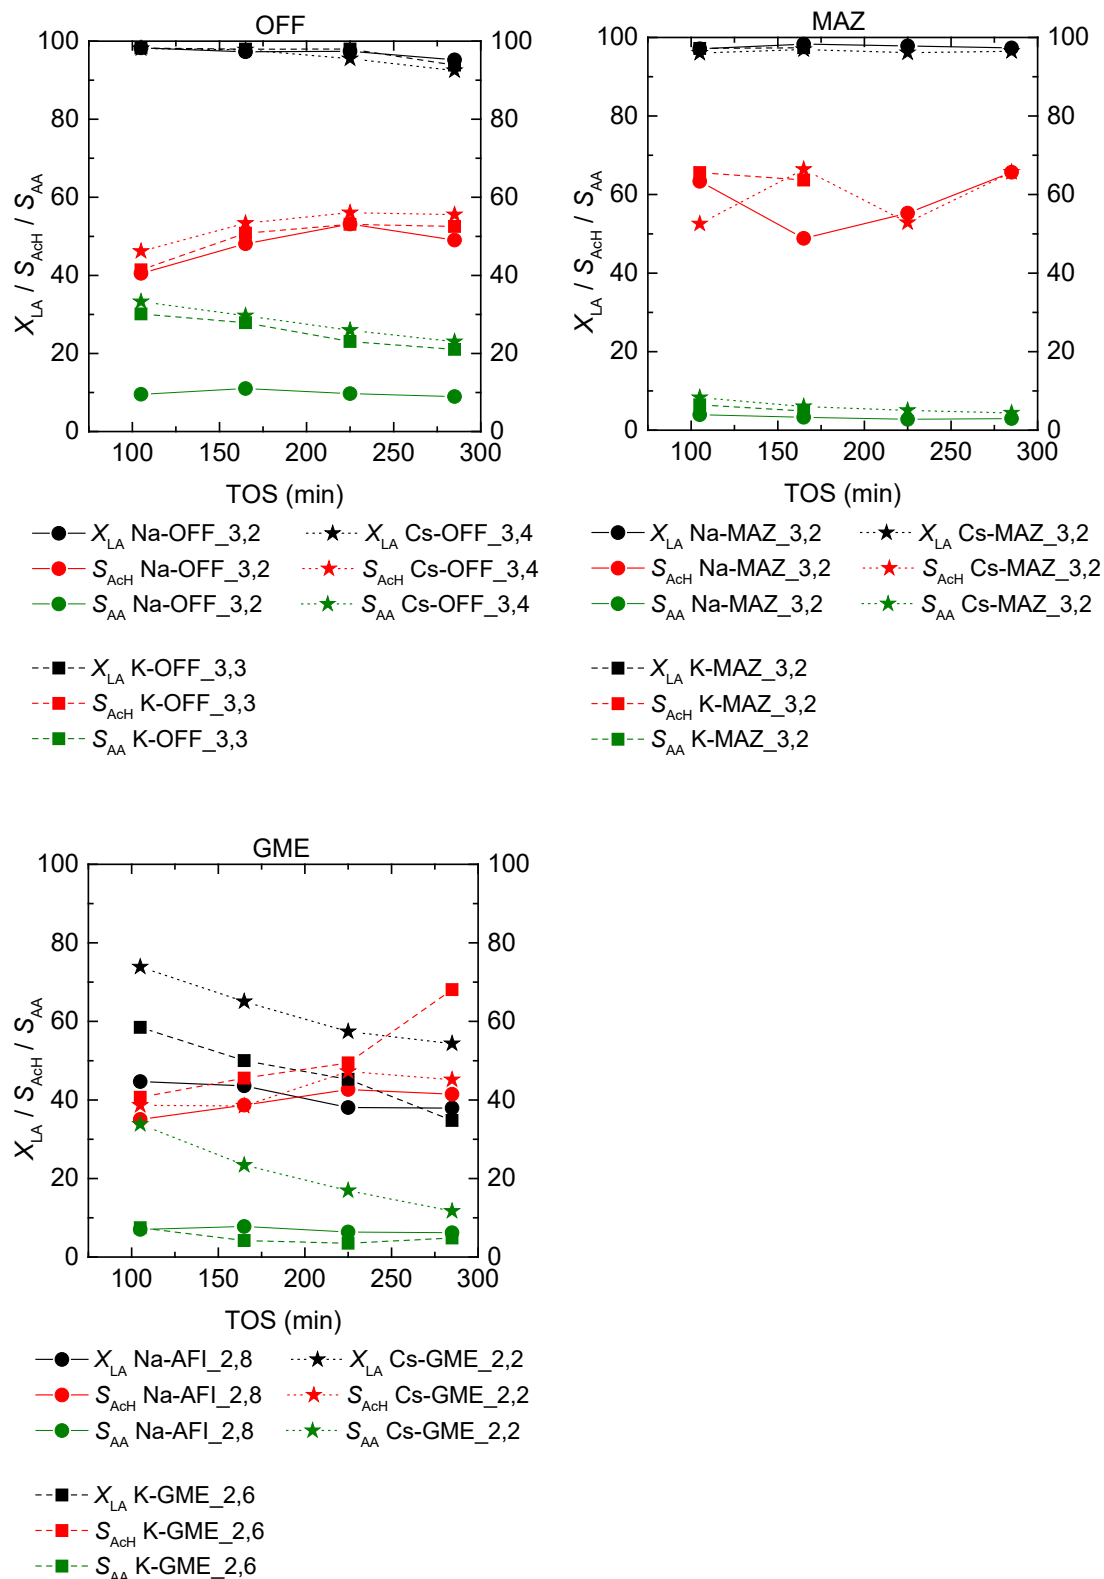 OFF
100
80
60
40
20
0
100
80
60
40
20
0
X_LA / S_AcH / S_AA
100 150 200 250 300
TOS (min)
X_LA Na-OFF_3,2 X_LA Cs-OFF_3,4
S_AcH Na-OFF_3,2 S_AcH Cs-OFF_3,4
S_AA Na-OFF_3,2 S_AA Cs-OFF_3,4
X_LA K-OFF_3,3
S_AcH K-OFF_3,3
S_AA K-OFF_3,3
MAZ
100
80
60
40
20
0
100
80
60
40
20
0
X_LA / S_AcH / S_AA
100 150 200 250 300
TOS (min)
X_LA Na-MAZ_3,2 X_LA Cs-MAZ_3,2
S_AcH Na-MAZ_3,2 S_AcH Cs-MAZ_3,2
S_AA Na-MAZ_3,2 S_AA Cs-MAZ_3,2
X_LA K-MAZ_3,2
S_AcH K-MAZ_3,2
S_AA K-MAZ_3,2
GME
100
80
60
40
20
0
100
80
60
40
20
0
X_LA / S_AcH / S_AA
100 150 200 250 300
TOS (min)
X_LA Na-AFI_2,8 X_LA Cs-GME_2,2
S_AcH Na-AFI_2,8 S_AcH Cs-GME_2,2
S_AA Na-AFI_2,8 S_AA Cs-GME_2,2
X_LA K-GME_2,6
S_AcH K-GME_2,6
S_AA K-GME_2,6